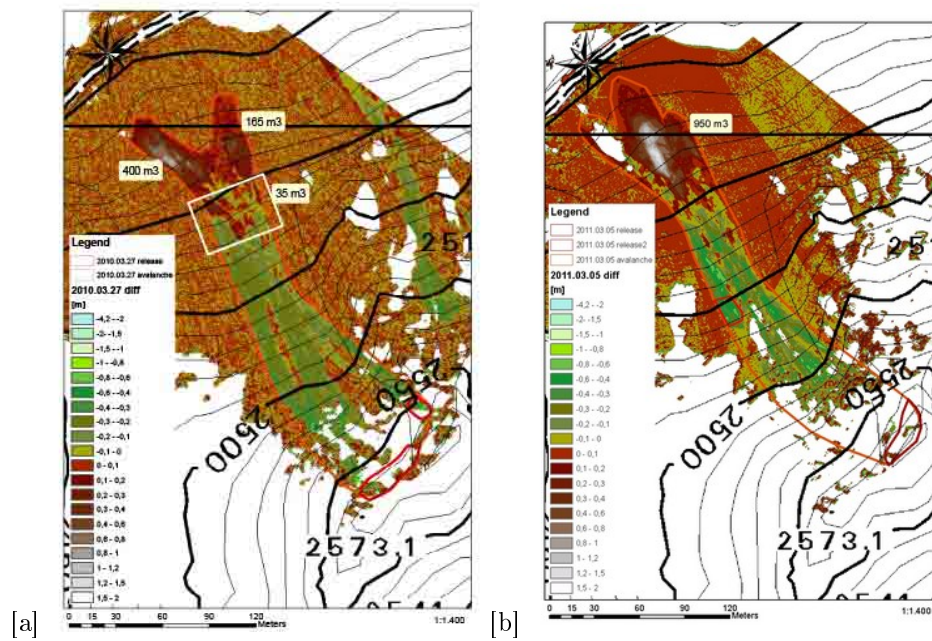 165 m3
400 m3
35 m3
Legend
2010.03.27 release
2010.03.27 avalanche
2010.03.27 diff
[m]
-4,2 - -2
-2- -1,5
-1,5 - -1
-1 - -0,8
-0,8 - -0,6
-0,6 - -0,4
-0,4 - -0,3
-0,3 - -0,2
-0,2 - -0,1
-0,1 - 0
0 - 0,1
0,1 - 0,2
0,2 - 0,3
0,3 - 0,4
0,4 - 0,6
0,6 - 0,8
0,8 - 1
1 - 1,2
1,2 - 1,5
1,5 - 2
251
2550
2500
2573,1
0 15 30 60 90 120
Meters
1:1.400
[a]
950 m3
Legend
2011.03.05 release
2011.03.05 release2
2011.03.05 avalanche
2011.03.05 diff
[m]
-4,2 - -2
-2- -1,5
-1,5 - -1
-1 - -0,8
-0,8 - -0,6
-0,6 - -0,4
-0,4 - -0,3
-0,3 - -0,2
-0,2 - -0,1
-0,1 - 0
0 - 0,1
0,1 - 0,2
0,2 - 0,3
0,3 - 0,4
0,4 - 0,6
0,6 - 0,8
0,8 - 1
1 - 1,2
1,2 - 1,5
1,5 - 2
251
2550
2500
2573,1
0 15 30 60 90 120
Meters
1:1.400
[b]